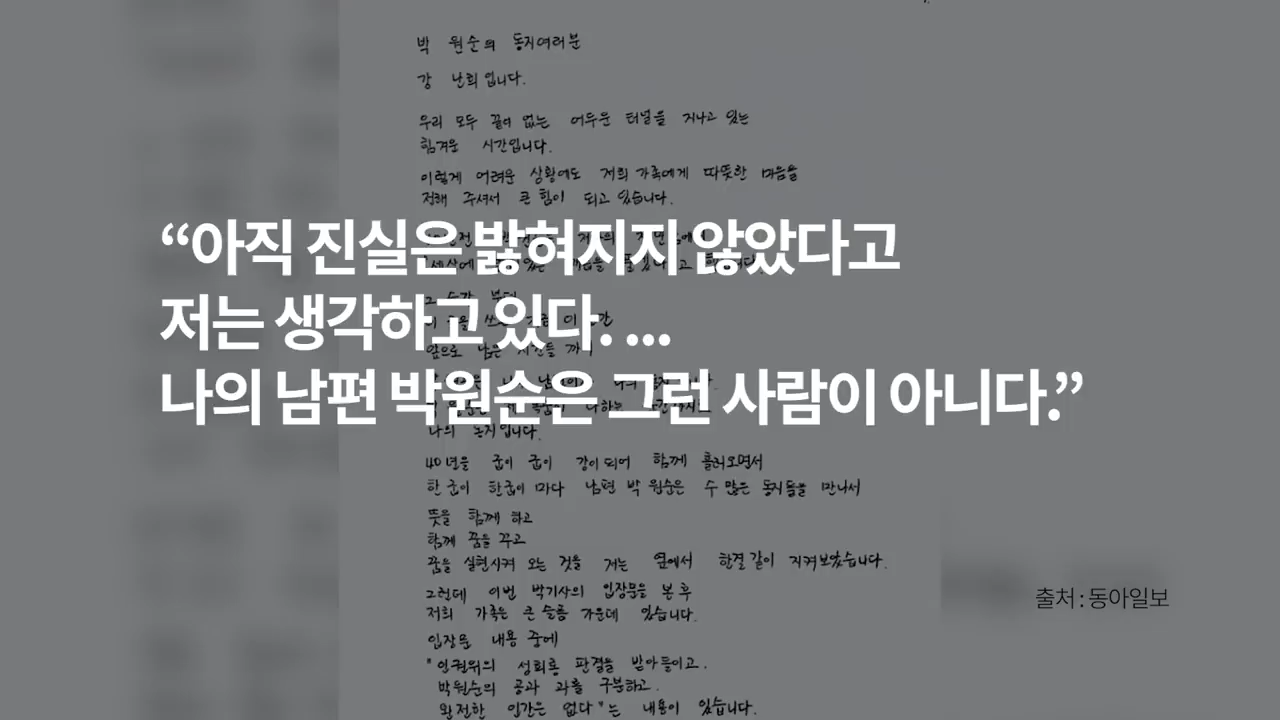 박 원순의 동지여러분
강 난희입니다.
우리 모두 끝이 없는 어두운 터널을 지나고 있는
힘겨운 시간입니다.
이렇게 어려운 상황에도 저희 가족에게 따뜻한 마음을
전해 주셔서 큰 힘이 되고 있습니다.
“아직 진실은 밝혀지지 않았다고
저는 생각하고 있다. ...
나의 남편 박원순은 그런 사람이 아니다.”
나의 동지입니다.
40년을 굽이 굽이 강이 되어 함께 흘러오면서
한 굽이 한굽이 마다 남편 박 원순은 수 많은 동지들을 만나서
뜻을 함께 하고
함께 꿈을 꾸고
꿈을 실현시켜 오는 것을 저는 옆에서 한결같이 지켜보았습니다.
그런데 이번 박기사의 입장문을 본 후
저희 가족은 큰 슬픔 가운데 있습니다.
출처 : 동아일보
입장문 내용 중에
"인권위의 성희롱 판결을 받아들이고.
박원순의 공과 과를 구분하고.
완전한 인간은 없다"는 내용이 있습니다.